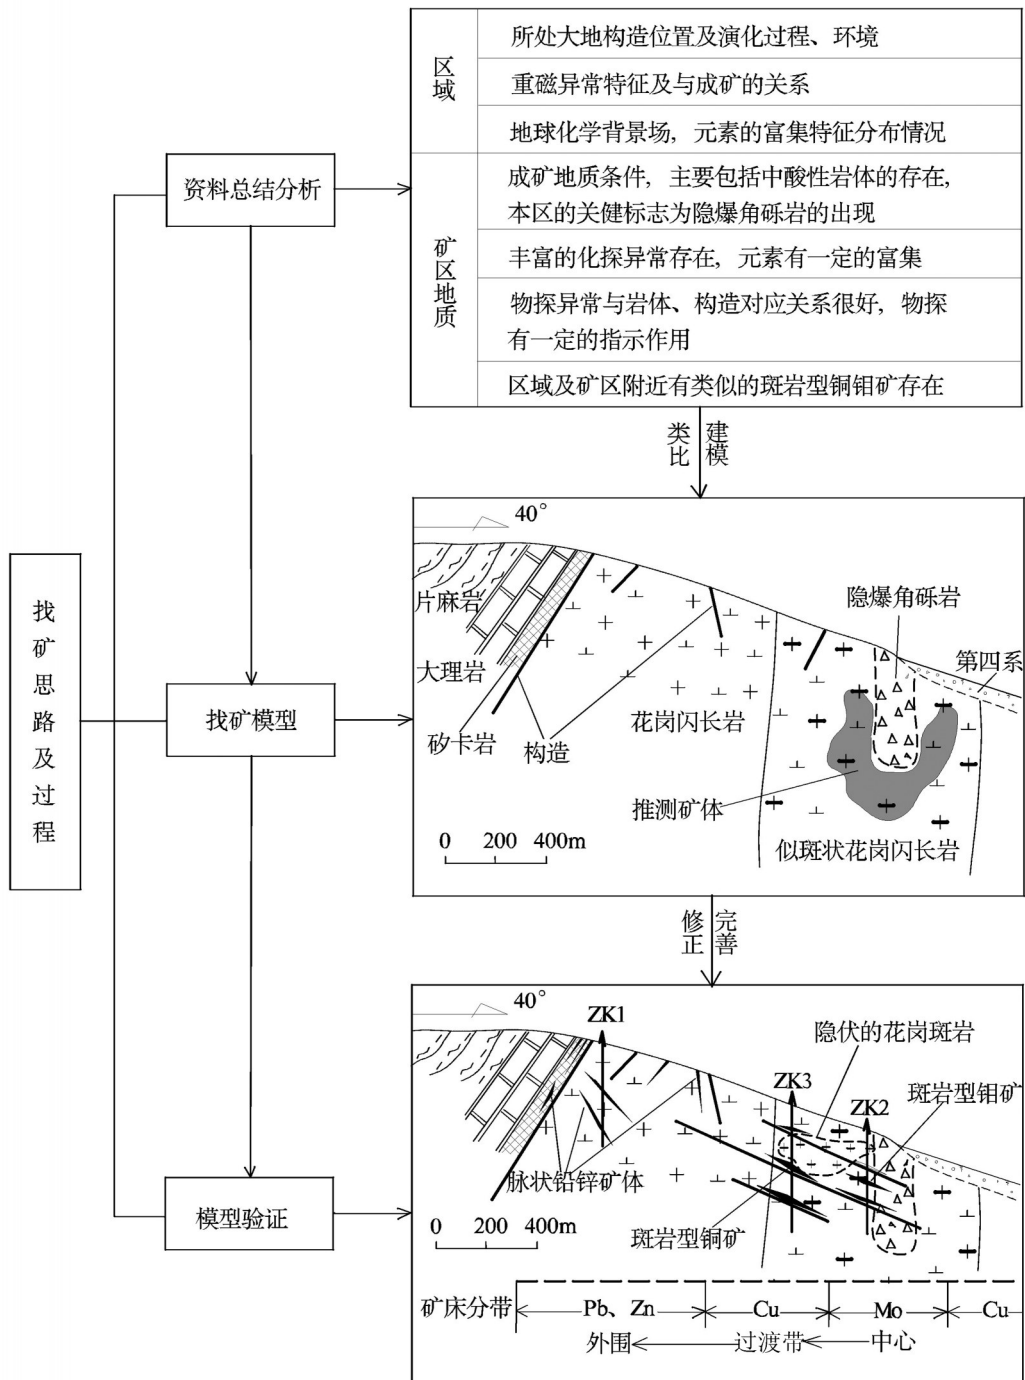 找矿思路及过程
资料总结分析
找矿模型
模型验证
区域
所处大地构造位置及演化过程、环境
重磁异常特征及与成矿的关系
地球化学背景场，元素的富集特征分布情况
矿区地质
成矿地质条件，主要包括中酸性岩体的存在，
本区的关健标志为隐爆角砾岩的出现
丰富的化探异常存在，元素有一定的富集
物探异常与岩体、构造对应关系很好，物探
有一定的指示作用
区域及矿区附近有类似的斑岩型铜钼矿存在
类比
建模
40°
片麻岩
大理岩
矽卡岩
构造
花岗闪长岩
隐爆角砾岩
第四系
推测矿体
似斑状花岗闪长岩
0 200 400m
修正
完善
40°
ZK1
隐伏的花岗斑岩
ZK3
ZK2
斑岩型钼矿
脉状铅锌矿体
斑岩型铜矿
0 200 400m
矿床分带
Pb、Zn
Cu
Mo
Cu
外围
过渡带
中心